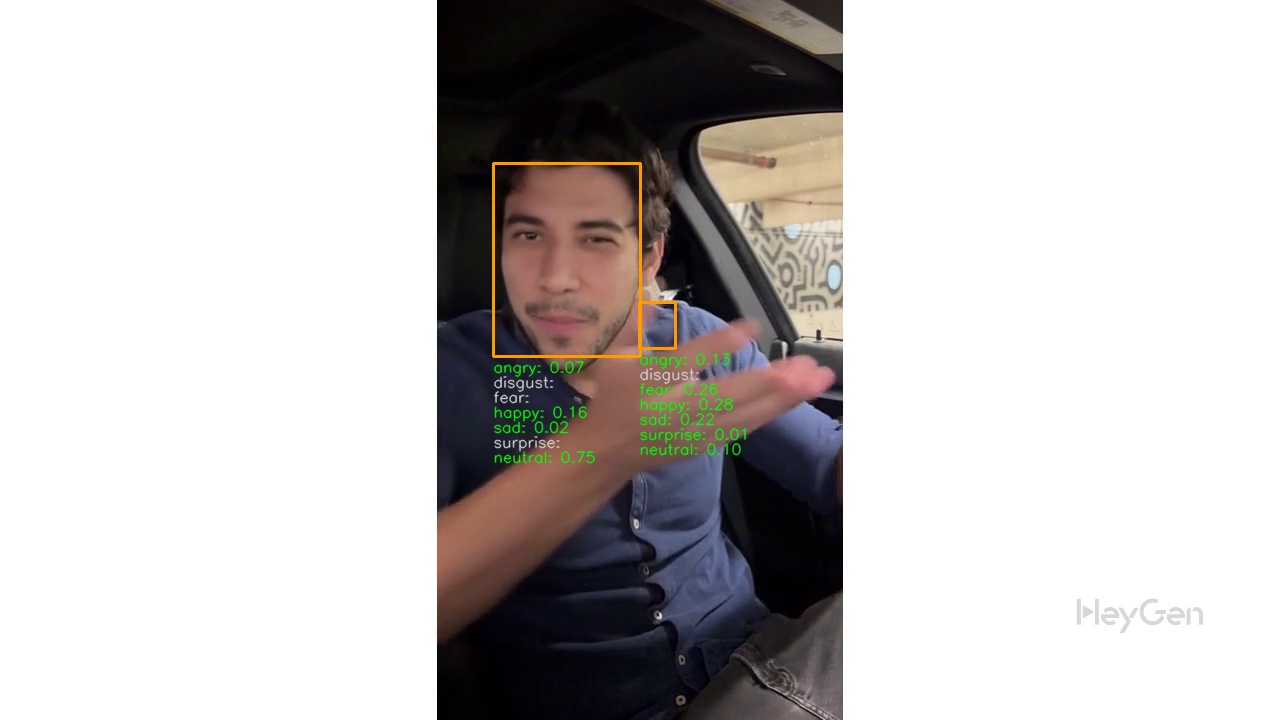 angry: 0.07
disgust:
fear:
happy: 0.16
sad: 0.02
surprise:
neutral: 0.75
angry: 0.13
disgust:
fear: 0.26
happy: 0.28
sad: 0.22
surprise: 0.01
neutral: 0.10
HeyGen